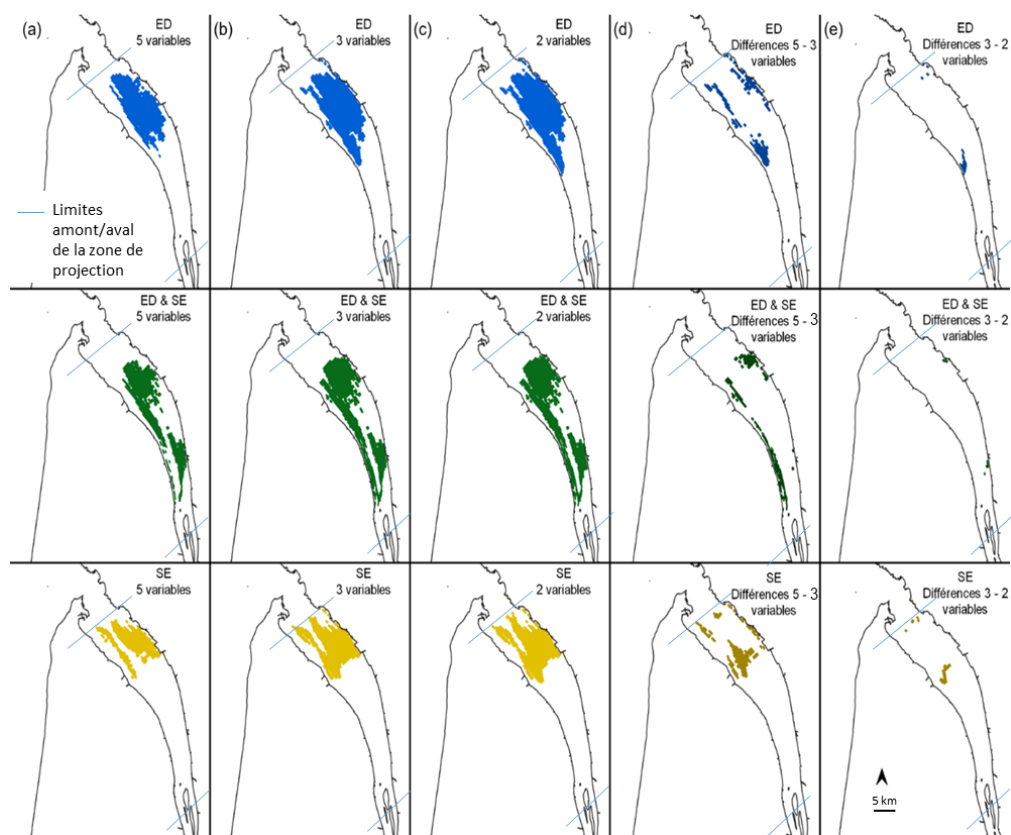 (a)
ED
5 variables
(b)
ED
3 variables
(c)
ED
2 variables
(d)
ED
Différences 5 - 3
variables
(e)
ED
Différences 3 - 2
variables
Limites
amont/aval
de la zone de
projection
ED & SE
5 variables
ED & SE
3 variables
ED & SE
2 variables
ED & SE
Différences 5 - 3
variables
ED & SE
Différences 3 - 2
variables
SE
5 variables
SE
3 variables
SE
2 variables
SE
Différences 5 - 3
variables
SE
Différences 3 - 2
variables
5 km